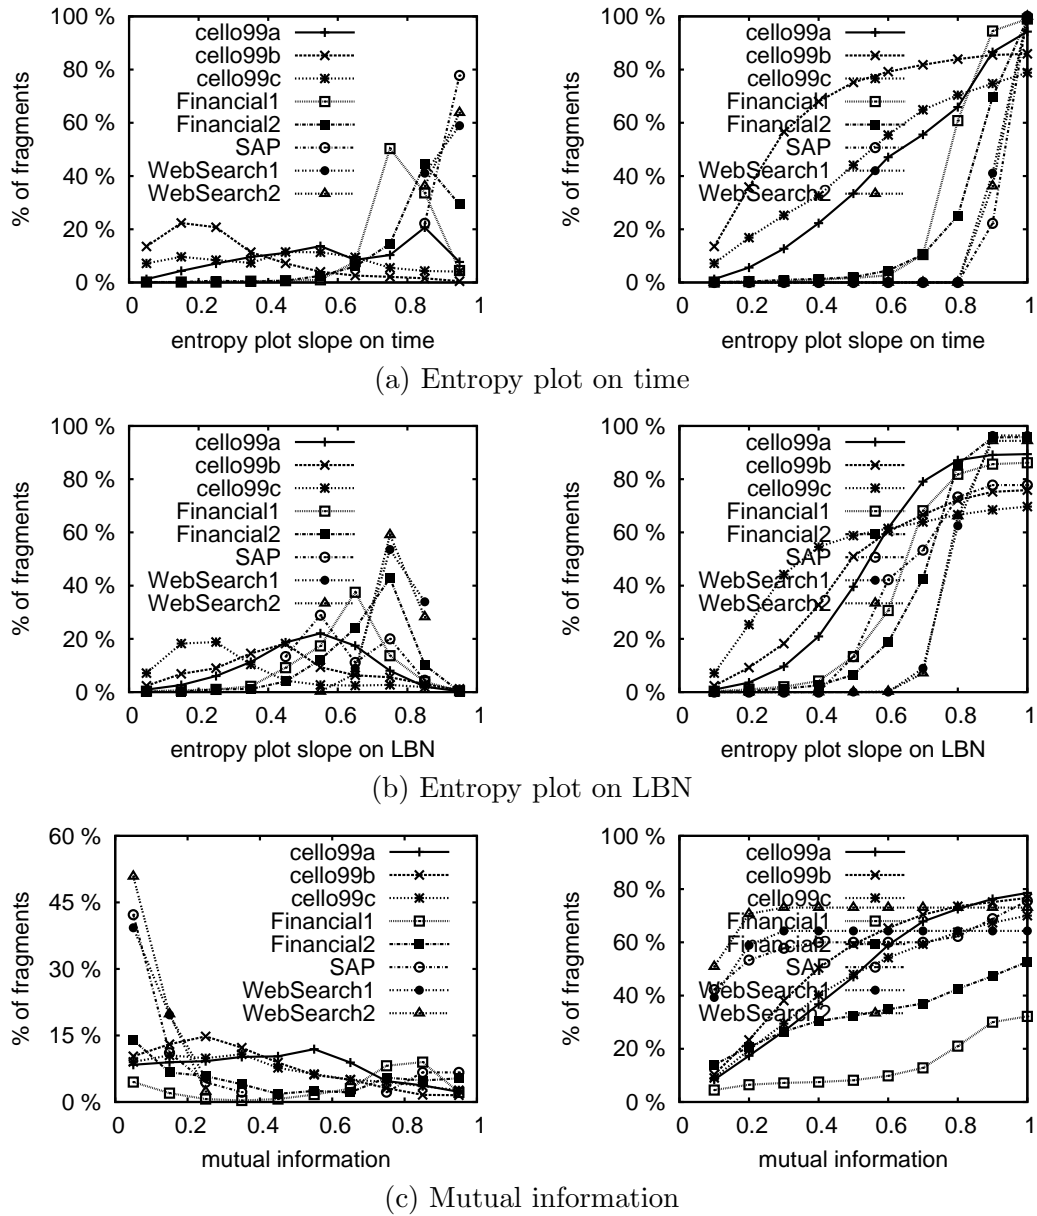 100 %
80 %
60 %
40 %
20 %
0 %
% of fragments
cello99a
cello99b
cello99c
Financial1
Financial2
SAP
WebSearch1
WebSearch2
0 0.2 0.4 0.6 0.8 1
entropy plot slope on time
100 %
80 %
60 %
40 %
20 %
0 %
% of fragments
cello99a
cello99b
cello99c
Financial1
Financial2
SAP
WebSearch1
WebSearch2
0 0.2 0.4 0.6 0.8 1
entropy plot slope on time
(a) Entropy plot on time
100 %
80 %
60 %
40 %
20 %
0 %
% of fragments
cello99a
cello99b
cello99c
Financial1
Financial2
SAP
WebSearch1
WebSearch2
0 0.2 0.4 0.6 0.8 1
entropy plot slope on LBN
100 %
80 %
60 %
40 %
20 %
0 %
% of fragments
cello99a
cello99b
cello99c
Financial1
Financial2
SAP
WebSearch1
WebSearch2
0 0.2 0.4 0.6 0.8 1
entropy plot slope on LBN
(b) Entropy plot on LBN
60 %
45 %
30 %
15 %
0 %
% of fragments
cello99a
cello99b
cello99c
Financial1
Financial2
SAP
WebSearch1
WebSearch2
0 0.2 0.4 0.6 0.8 1
mutual information
100 %
80 %
60 %
40 %
20 %
0 %
% of fragments
cello99a
cello99b
cello99c
Financial1
Financial2
SAP
WebSearch1
WebSearch2
0 0.2 0.4 0.6 0.8 1
mutual information
(c) Mutual information